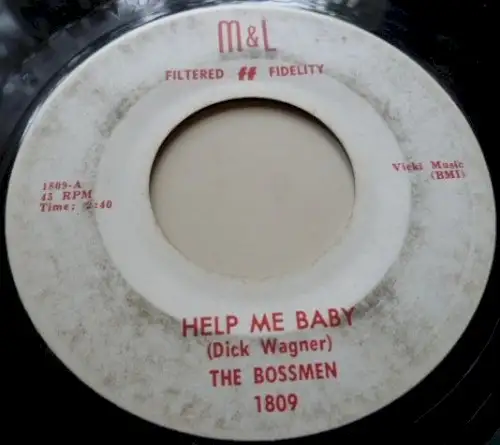 M&L
FILTERED ff FIDELITY
1809-A
45 RPM
Time: 2:40
Vicki Music
(BMI)
HELP ME BABY
(Dick Wagner)
THE BOSSMEN
1809